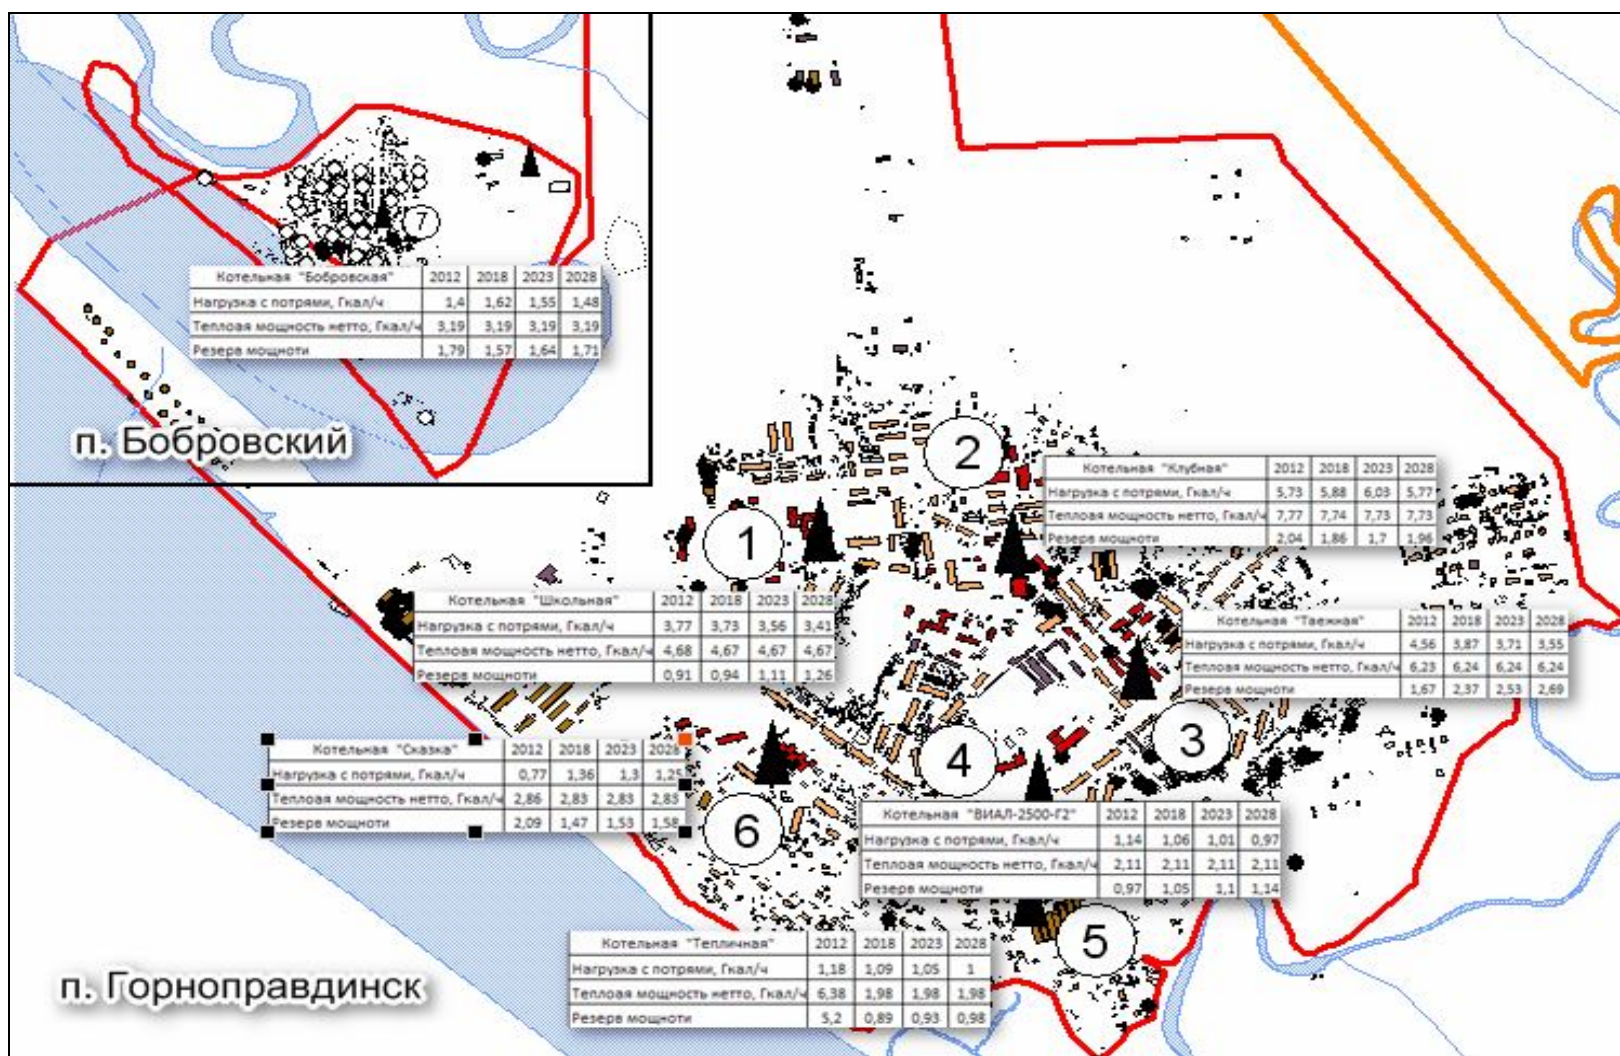 7
Котельная "Бобровская" 2012 2018 2023 2028
Нагрузка с потрями, Гкал/ч 1,4 1,62 1,55 1,48
Теплоая мощность нетто, Гкал/ч 3,19 3,19 3,19 3,19
Резерв мощноти 1,79 1,57 1,64 1,71
п. Бобровский
2
Котельная "Клубная" 2012 2018 2023 2028
Нагрузка с потрями, Гкал/ч 5,73 5,88 6,03 5,77
Теплоая мощность нетто, Гкал/ч 7,77 7,74 7,73 7,73
Резерв мощноти 2,04 1,86 1,7 1,96
1
Котельная "Школьная" 2012 2018 2023 2028
Нагрузка с потрями, Гкал/ч 3,77 3,73 3,56 3,41
Теплоая мощность нетто, Гкал/ч 4,68 4,67 4,67 4,67
Резерв мощноти 0,91 0,94 1,11 1,26
Котельная "Таежная" 2012 2018 2023 2028
Нагрузка с потрями, Гкал/ч 4,56 3,87 3,71 3,55
Теплоая мощность нетто, Гкал/ч 6,23 6,24 6,24 6,24
Резерв мощноти 1,67 2,37 2,53 2,69
3
4
Котельная "Сказка" 2012 2018 2023 2028
Нагрузка с потрями, Гкал/ч 0,77 1,36 1,3 1,25
Теплоая мощность нетто, Гкал/ч 2,86 2,83 2,83 2,83
Резерв мощноти 2,09 1,47 1,53 1,58
6
Котельная "ВИАЛ-2500-Г2" 2012 2018 2023 2028
Нагрузка с потрями, Гкал/ч 1,14 1,06 1,01 0,97
Теплоая мощность нетто, Гкал/ч 2,11 2,11 2,11 2,11
Резерв мощноти 0,97 1,05 1,1 1,14
5
Котельная "Тепличная" 2012 2018 2023 2028
Нагрузка с потрями, Гкал/ч 1,18 1,09 1,05 1
Теплоая мощность нетто, Гкал/ч 6,38 1,98 1,98 1,98
Резерв мощноти 5,2 0,89 0,93 0,98
п. Горноправдинск